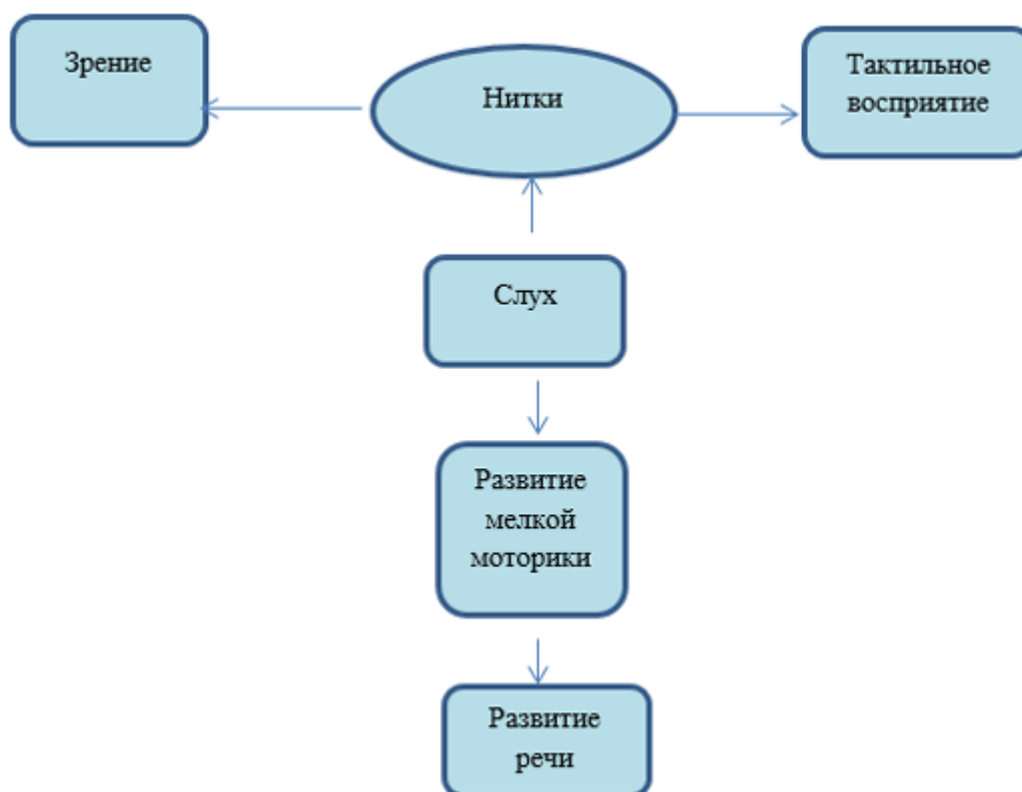 Зрение
Нитки
Тактильное
восприятие
Слух
Развитие
мелкой
моторики
Развитие
речи